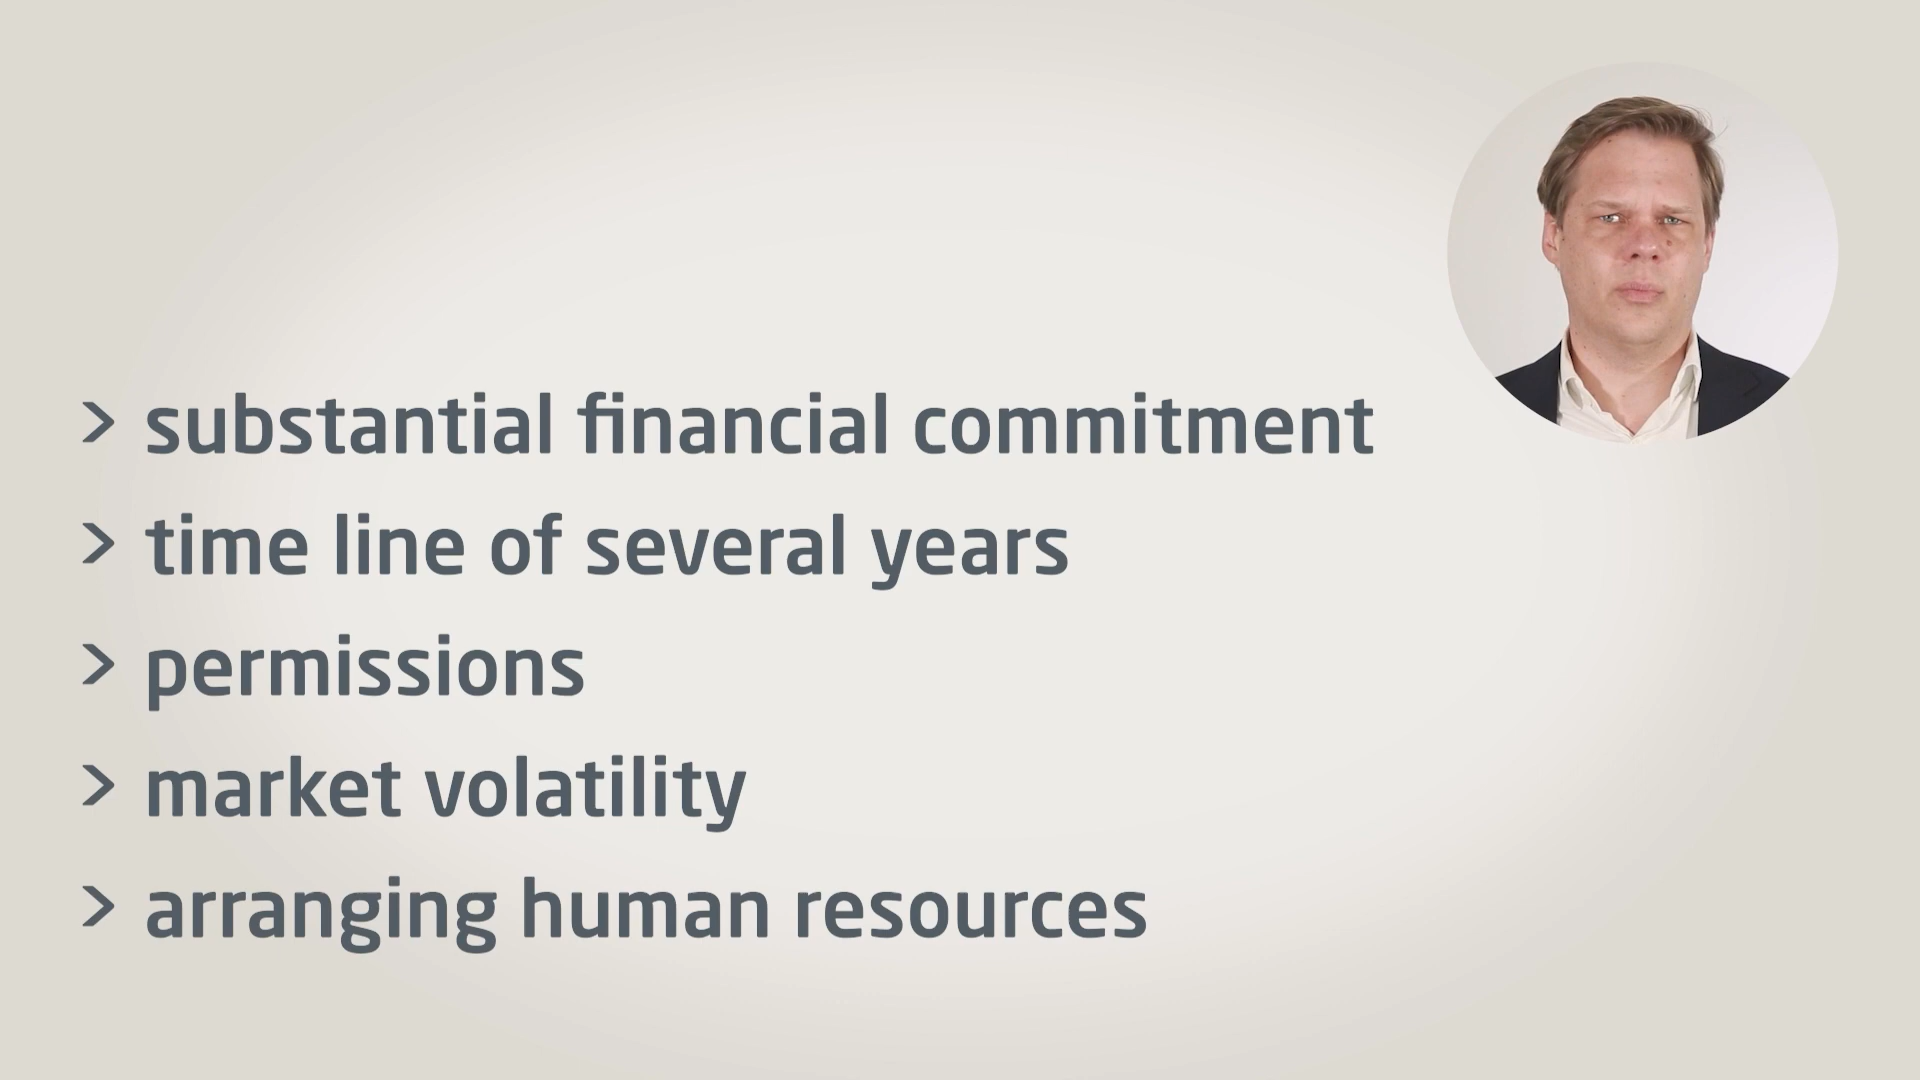 > substantial financial commitment
> time line of several years
> permissions
> market volatility
> arranging human resources